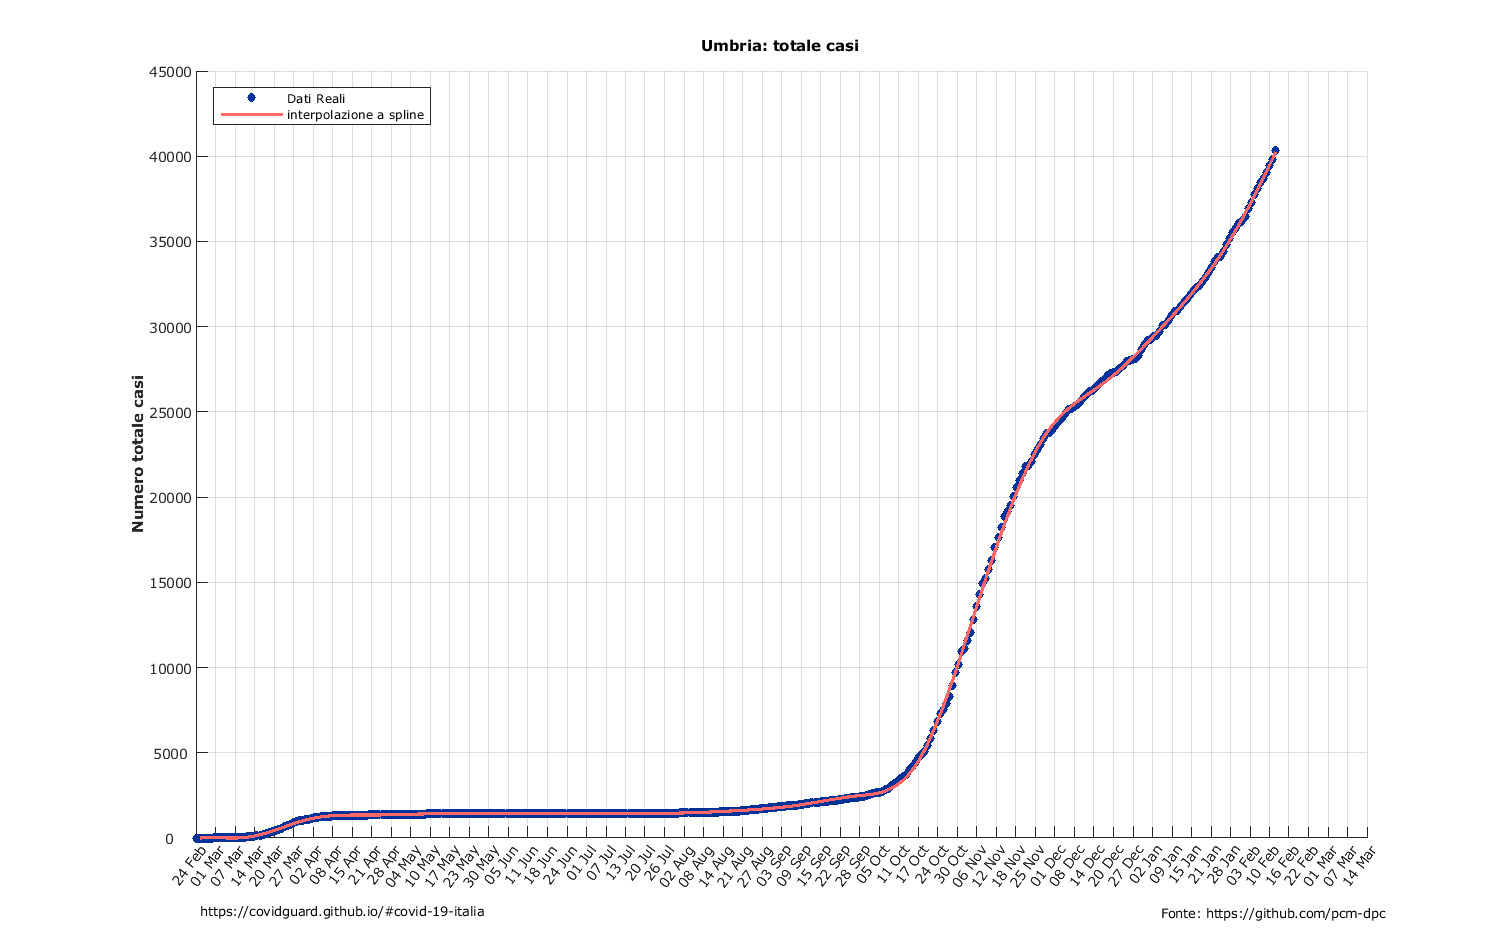 Umbria: totale casi
45000
40000
35000
30000
25000
20000
15000
10000
5000
0
Numero totale casi
Dati Reali
interpolazione a spline
24 Feb
01 Mar
07 Mar
14 Mar
20 Mar
27 Mar
02 Apr
08 Apr
15 Apr
21 Apr
28 Apr
04 May
10 May
17 May
23 May
30 May
05 Jun
11 Jun
18 Jun
24 Jun
01 Jul
07 Jul
13 Jul
20 Jul
26 Jul
02 Aug
08 Aug
14 Aug
21 Aug
27 Aug
03 Sep
09 Sep
15 Sep
22 Sep
28 Sep
05 Oct
11 Oct
17 Oct
24 Oct
30 Oct
06 Nov
12 Nov
18 Nov
25 Nov
01 Dec
08 Dec
14 Dec
20 Dec
27 Dec
02 Jan
09 Jan
15 Jan
21 Jan
28 Jan
03 Feb
10 Feb
16 Feb
22 Feb
01 Mar
07 Mar
14 Mar
https://covidguard.github.io/#covid-19-italia
Fonte: https://github.com/pcm-dpc